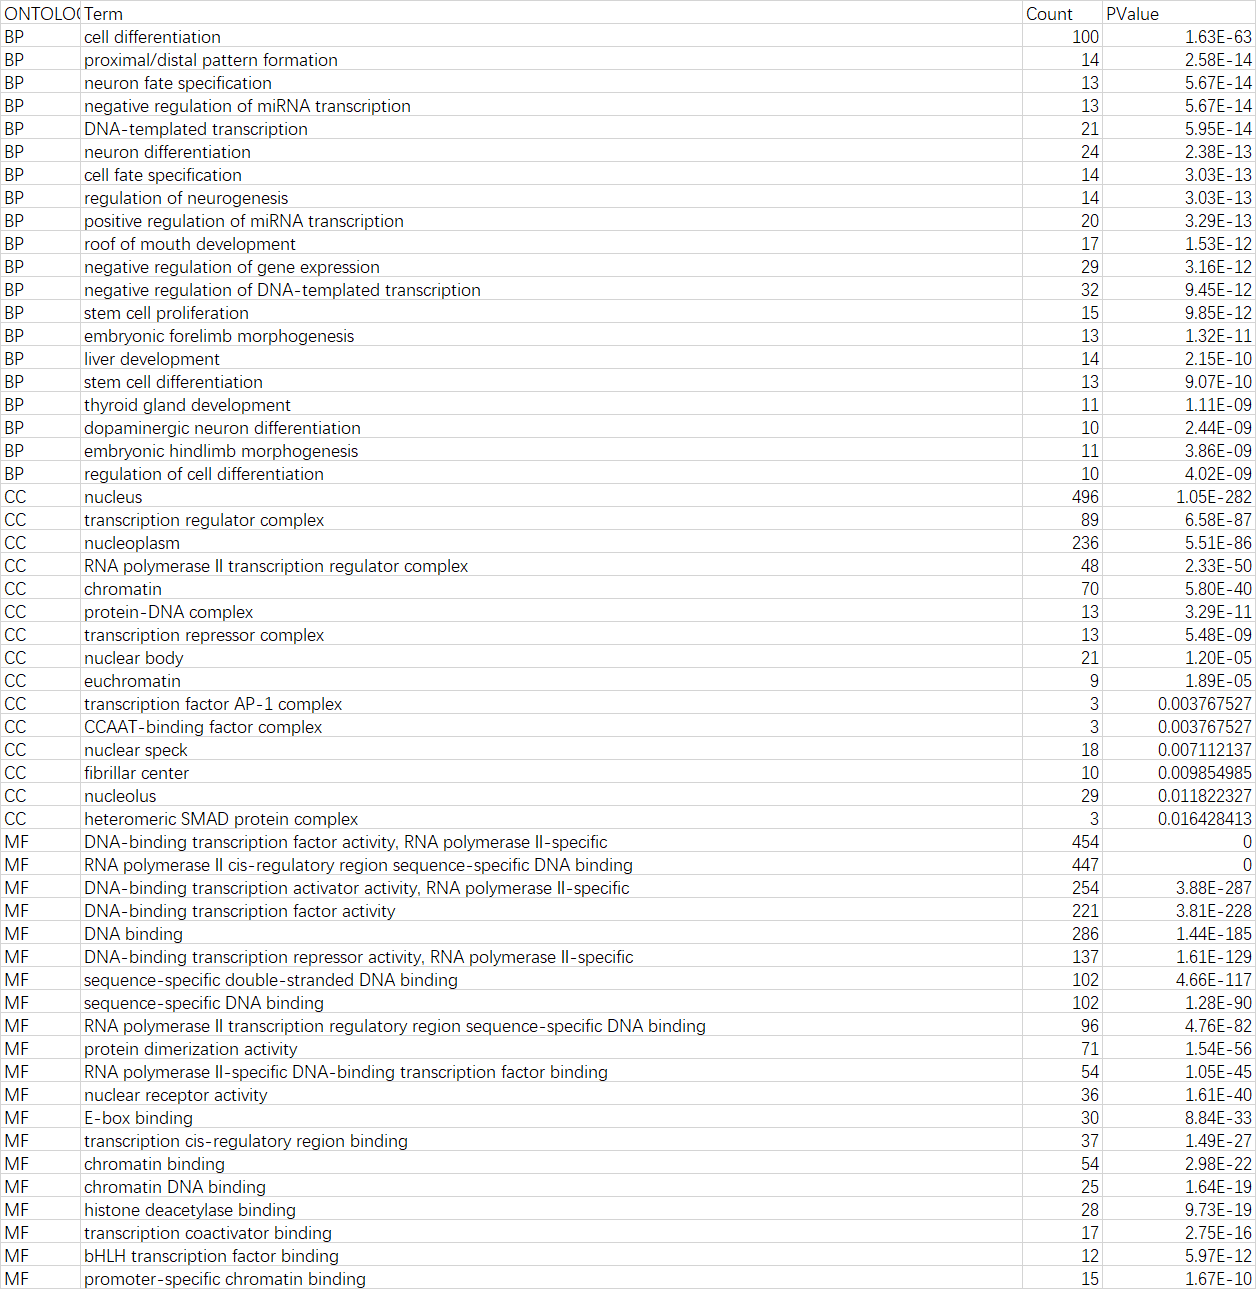 ONTOLOG Term Count PValue
BP cell differentiation 100 1.63E-63
BP proximal/distal pattern formation 14 2.58E-14
BP neuron fate specification 13 5.67E-14
BP negative regulation of miRNA transcription 13 5.67E-14
BP DNA-templated transcription 21 5.95E-14
BP neuron differentiation 24 2.38E-13
BP cell fate specification 14 3.03E-13
BP regulation of neurogenesis 14 3.03E-13
BP positive regulation of miRNA transcription 20 3.29E-13
BP roof of mouth development 17 1.53E-12
BP negative regulation of gene expression 29 3.16E-12
BP negative regulation of DNA-templated transcription 32 9.45E-12
BP stem cell proliferation 15 9.85E-12
BP embryonic forelimb morphogenesis 13 1.32E-11
BP liver development 14 2.15E-10
BP stem cell differentiation 13 9.07E-10
BP thyroid gland development 11 1.11E-09
BP dopaminergic neuron differentiation 10 2.44E-09
BP embryonic hindlimb morphogenesis 11 3.86E-09
BP regulation of cell differentiation 10 4.02E-09
CC nucleus 496 1.05E-282
CC transcription regulator complex 89 6.58E-87
CC nucleoplasm 236 5.51E-86
CC RNA polymerase II transcription regulator complex 48 2.33E-50
CC chromatin 70 5.80E-40
CC protein-DNA complex 13 3.29E-11
CC transcription repressor complex 13 5.48E-09
CC nuclear body 21 1.20E-05
CC euchromatin 9 1.89E-05
CC transcription factor AP-1 complex 3 0.003767527
CC CCAAT-binding factor complex 3 0.003767527
CC nuclear speck 18 0.007112137
CC fibrillar center 10 0.009854985
CC nucleolus 29 0.011822327
CC heteromeric SMAD protein complex 3 0.016428413
MF DNA-binding transcription factor activity, RNA polymerase II-specific 454 0
MF RNA polymerase II cis-regulatory region sequence-specific DNA binding 447 0
MF DNA-binding transcription activator activity, RNA polymerase II-specific 254 3.88E-287
MF DNA-binding transcription factor activity 221 3.81E-228
MF DNA binding 286 1.44E-185
MF DNA-binding transcription repressor activity, RNA polymerase II-specific 137 1.61E-129
MF sequence-specific double-stranded DNA binding 102 4.66E-117
MF sequence-specific DNA binding 102 1.28E-90
MF RNA polymerase II transcription regulatory region sequence-specific DNA binding 96 4.76E-82
MF protein dimerization activity 71 1.54E-56
MF RNA polymerase II-specific DNA-binding transcription factor binding 54 1.05E-45
MF nuclear receptor activity 36 1.61E-40
MF E-box binding 30 8.84E-33
MF transcription cis-regulatory region binding 37 1.49E-27
MF chromatin binding 54 2.98E-22
MF chromatin DNA binding 25 1.64E-19
MF histone deacetylase binding 28 9.73E-19
MF transcription coactivator binding 17 2.75E-16
MF bHLH transcription factor binding 12 5.97E-12
MF promoter-specific chromatin binding 15 1.67E-10